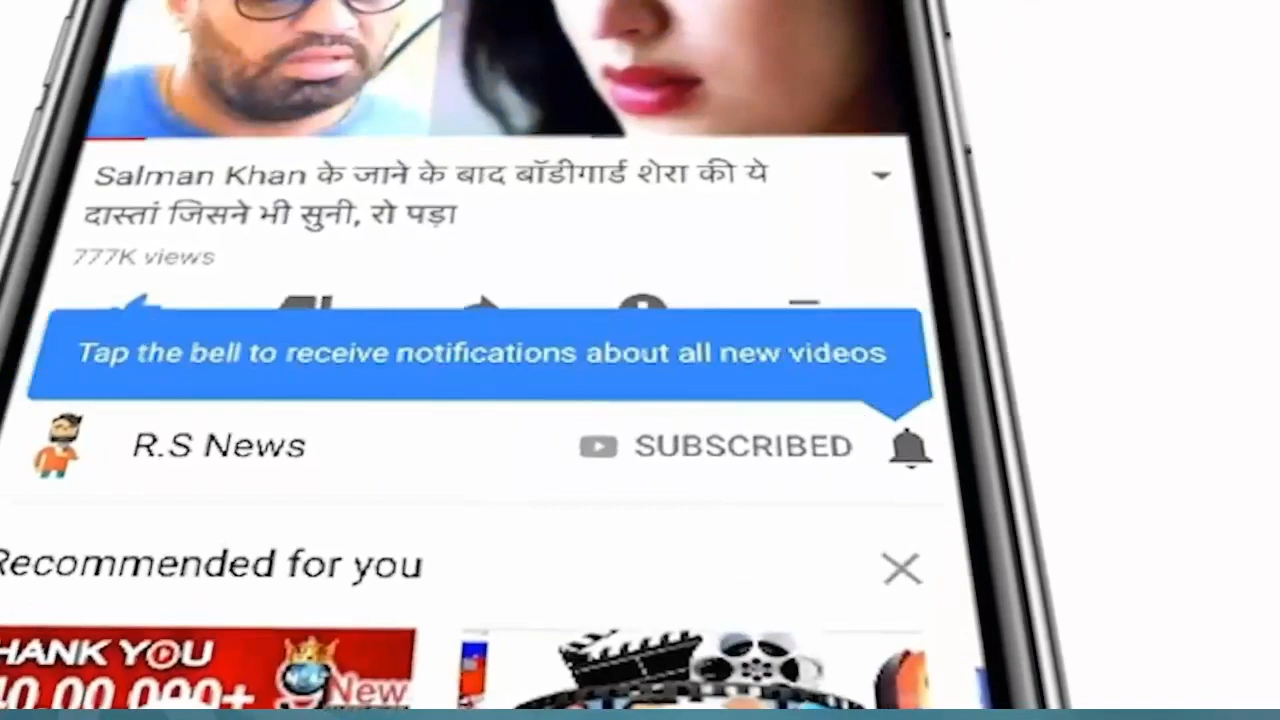 Salman Khan के जाने के बाद बॉडीगार्ड शेरा की ये
दास्तां जिसने भी सुनी, रो पड़ा
777K views
Tap the bell to receive notifications about all new videos
R.S News
SUBSCRIBED
Recommended for you
THANK YOU
New